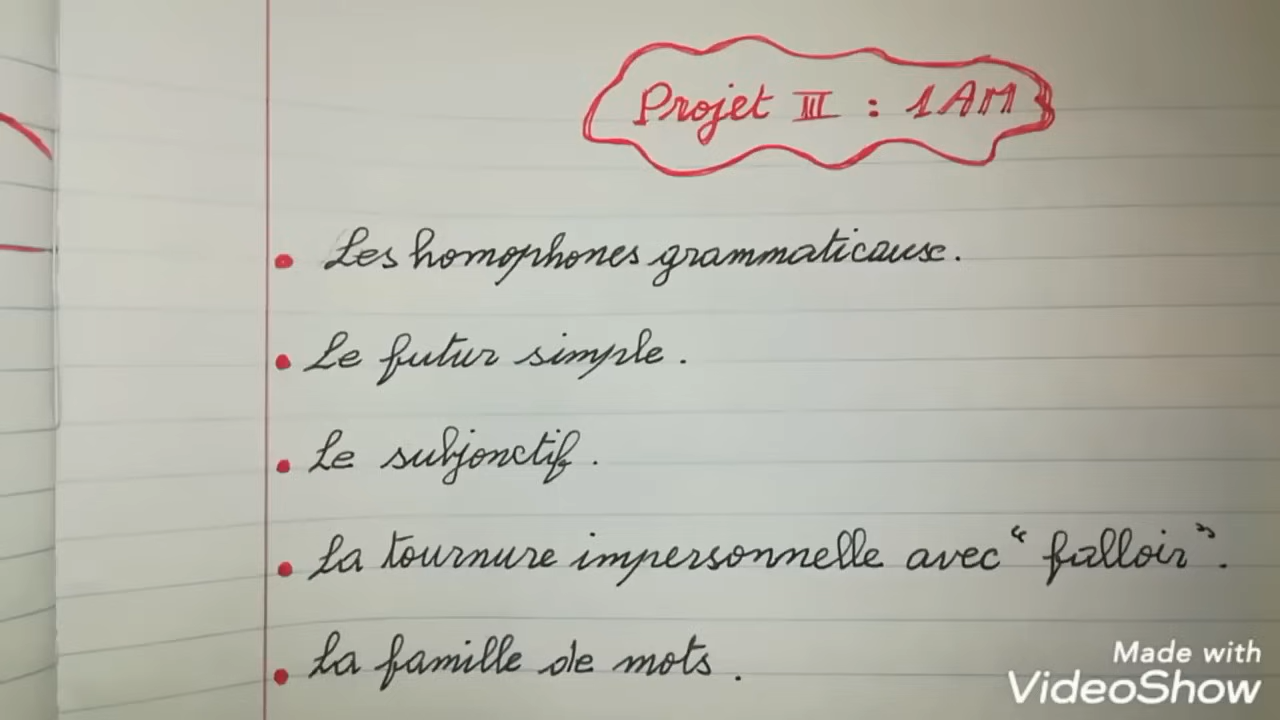 Projet III : 1AM
• Les homophones grammaticaux.
• Le futur simple.
• Le subjonctif.
• La tournure impersonnelle avec "falloir".
• La famille de mots.
Made with
VideoShow